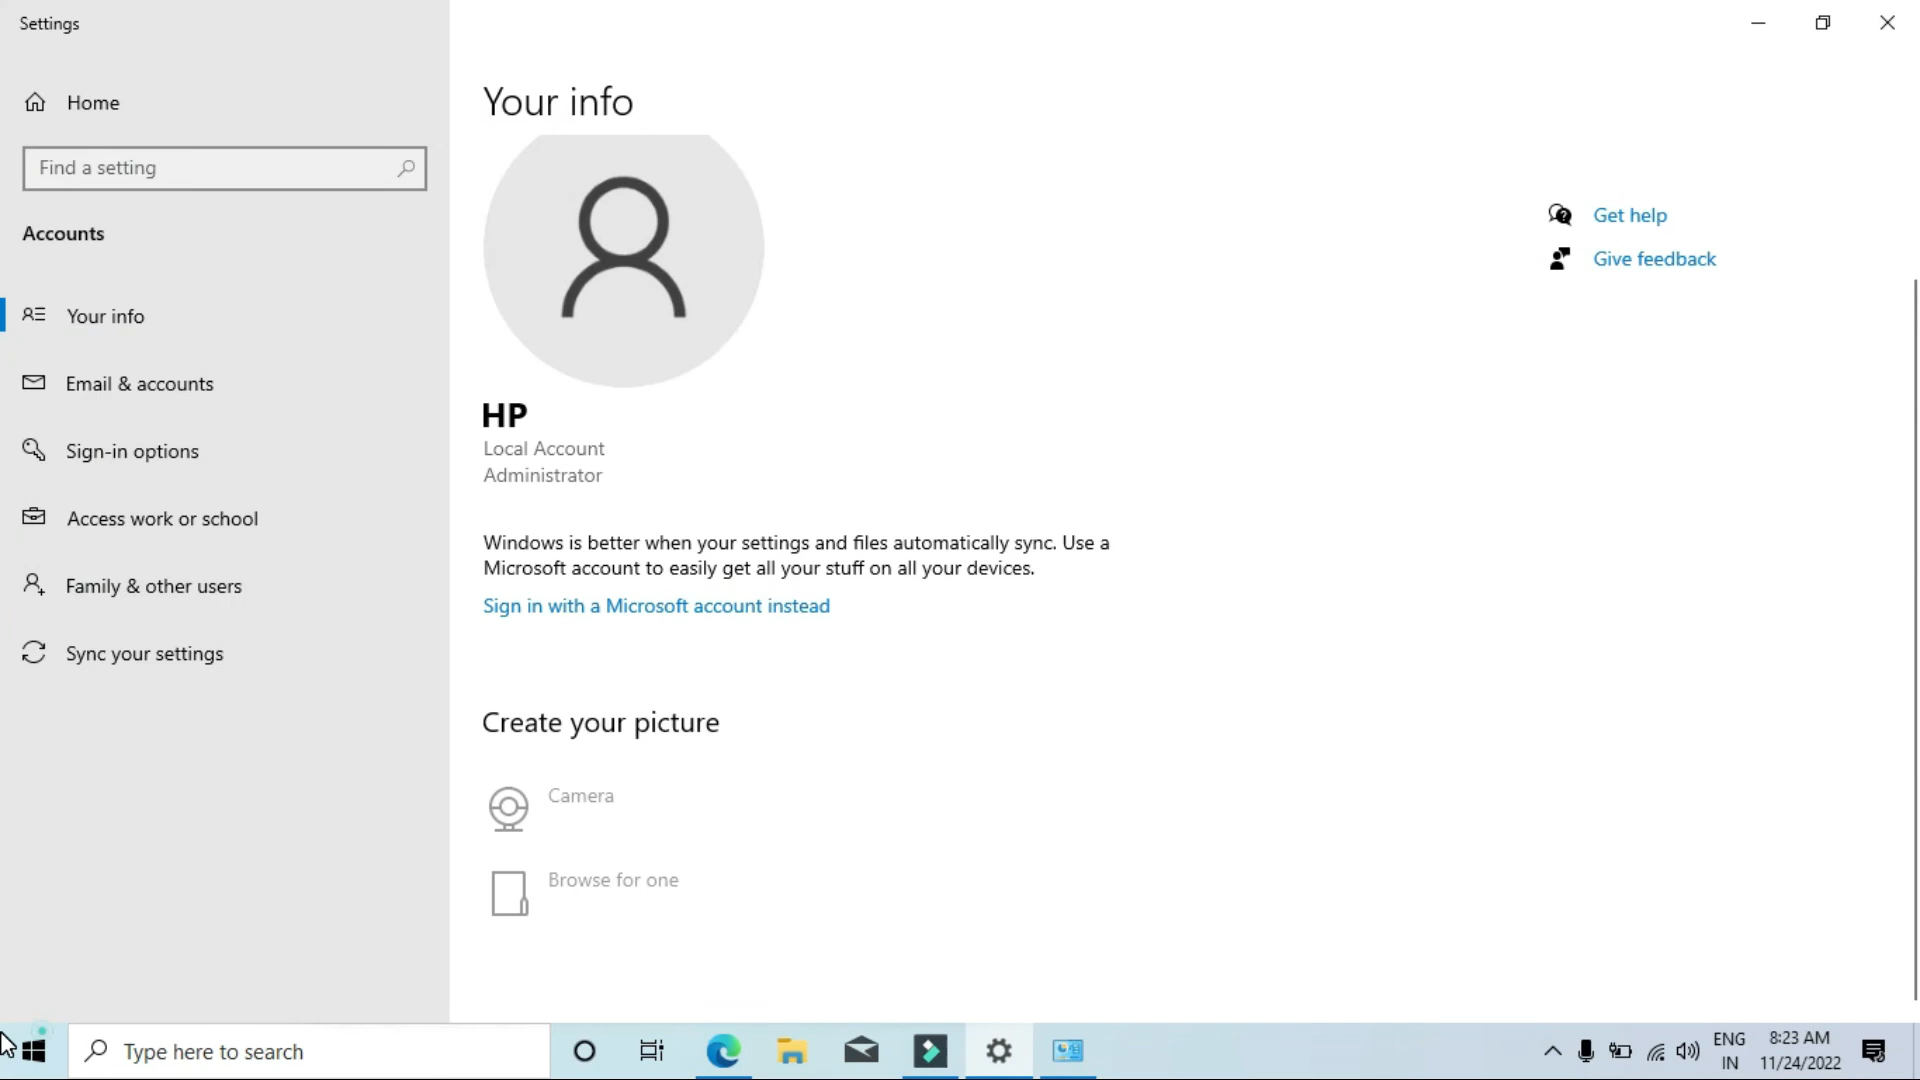 Settings
Home
Find a setting
Accounts
Your info
Email & accounts
Sign-in options
Access work or school
Family & other users
Sync your settings
Your info
HP
Local Account
Administrator
Windows is better when your settings and files automatically sync. Use a
Microsoft account to easily get all your stuff on all your devices.
Sign in with a Microsoft account instead
Create your picture
Camera
Browse for one
Get help
Give feedback
Type here to search
ENG
IN
8:23 AM
11/24/2022